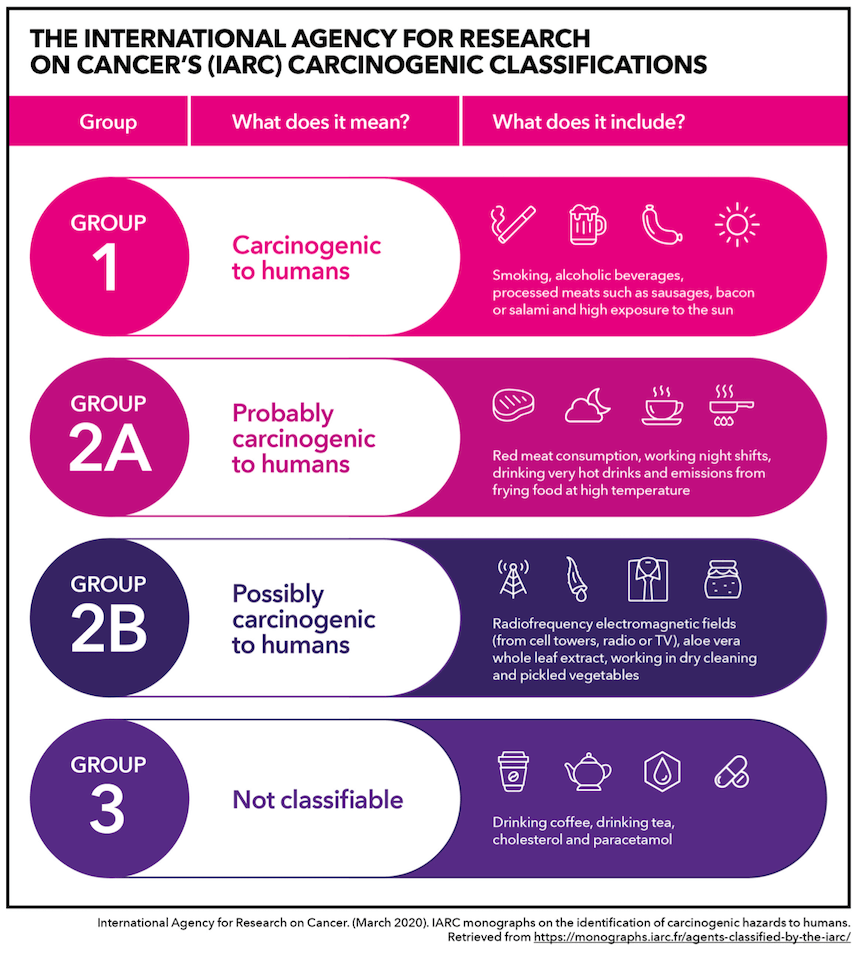 THE INTERNATIONAL AGENCY FOR RESEARCH
ON CANCER'S (IARC) CARCINOGENIC CLASSIFICATIONS
Group
What does it mean?
What does it include?
GROUP
1
Carcinogenic
to humans
Smoking, alcoholic beverages,
processed meats such as sausages, bacon
or salami and high exposure to the sun
GROUP
2A
Probably
carcinogenic
to humans
Red meat consumption, working night shifts,
drinking very hot drinks and emissions from
frying food at high temperature
GROUP
2B
Possibly
carcinogenic
to humans
Radiofrequency electromagnetic fields
(from cell towers, radio or TV), aloe vera
whole leaf extract, working in dry cleaning
and pickled vegetables
GROUP
3
Not classifiable
Drinking coffee, drinking tea,
cholesterol and paracetamol
International Agency for Research on Cancer. (March 2020). IARC monographs on the identification of carcinogenic hazards to humans.
Retrieved from https://monographs.iarc.fr/agents-classified-by-the-iarc/